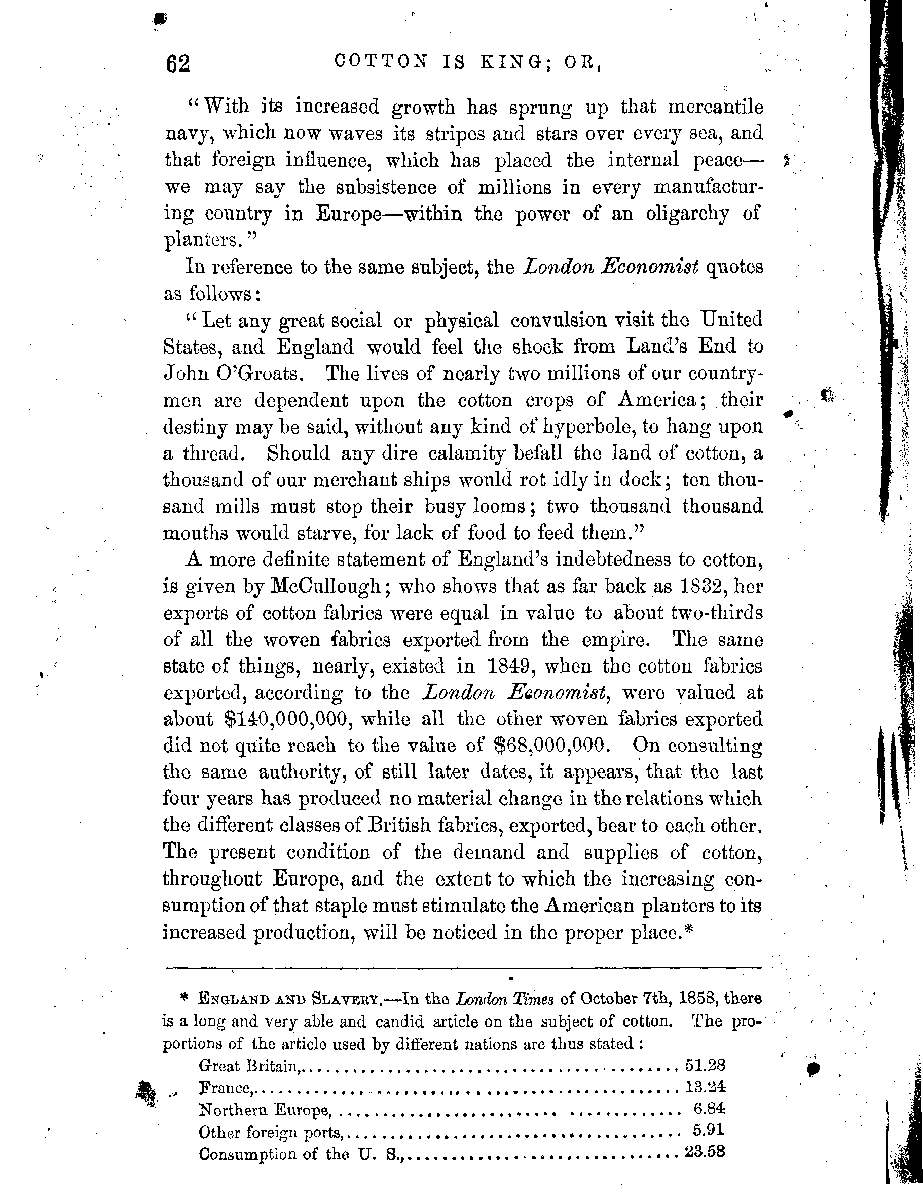 62 COTTON IS KING; OR,
“With its increased growth has sprung up that mercantile
navy, which now waves its stripes and stars over every sea, and
that foreign influence, which has placed the internal peace—
we may say the subsistence of millions in every manufactur-
ing country in Europe—within the power of an oligarchy of
planters.”
In reference to the same subject, the London Economist quotes
as follows:
“Let any great social or physical convulsion visit the United
States, and England would feel the shock from Land’s End to
John O’Groats. The lives of nearly two millions of our country-
men are dependent upon the cotton crops of America; their
destiny may be said, without any kind of hyperbole, to hang upon
a thread. Should any dire calamity befall the land of cotton, a
thousand of our merchant ships would rot idly in dock; ten thou-
sand mills must stop their busy looms; two thousand thousand
mouths would starve, for lack of food to feed them.”
A more definite statement of England’s indebtedness to cotton,
is given by McCullough; who shows that as far back as 1832, her
exports of cotton fabrics were equal in value to about two-thirds
of all the woven fabrics exported from the empire. The same
state of things, nearly, existed in 1849, when the cotton fabrics
exported, according to the London Economist, were valued at
about $140,000,000, while all the other woven fabrics exported
did not quite reach to the value of $68,000,000. On consulting
the same authority, of still later dates, it appears, that the last
four years has produced no material change in the relations which
the different classes of British fabrics, exported, bear to each other.
The present condition of the demand and supplies of cotton,
throughout Europe, and the extent to which the increasing con-
sumption of that staple must stimulate the American planters to its
increased production, will be noticed in the proper place.*
* ENGLAND AND SLAVERY.—In the London Times of October 7th, 1858, there
is a long and very able and candid article on the subject of cotton. The pro-
portions of the article used by different nations are thus stated:
Great Britain,.............................................. 51.28
France,.................................................... 13.24
Northern Europe, .......................................... 6.84
Other foreign ports,........................................ 5.91
Consumption of the U. S.,................................ 23.58